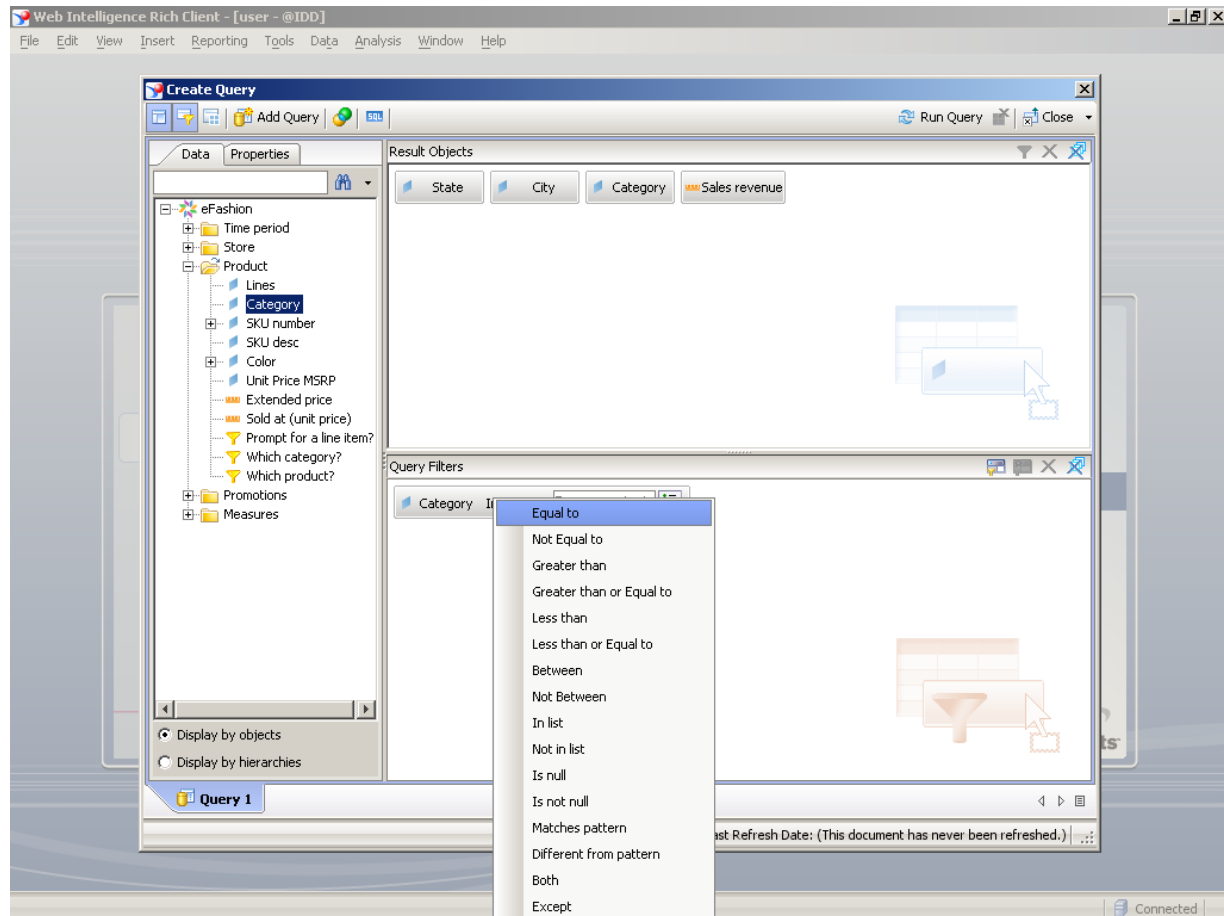 Web Intelligence Rich Client - [user - @IDD]
File Edit View Insert Reporting Tools Data Analysis Window Help
Create Query
Add Query SQL Run Query Close
Data Properties
Result Objects
State City Category Sales revenue
eFashion
Time period
Store
Product
Lines
Category
SKU number
SKU desc
Color
Unit Price MSRP
Extended price
Sold at (unit price)
Prompt for a line item?
Which category?
Which product?
Promotions
Measures
Query Filters
Category
Equal to
Not Equal to
Greater than
Greater than or Equal to
Less than
Less than or Equal to
Between
Not Between
In list
Not in list
Is null
Is not null
Matches pattern
Different from pattern
Both
Except
Display by objects
Display by hierarchies
ts
Query 1
ast Refresh Date: (This document has never been refreshed.)
Connected